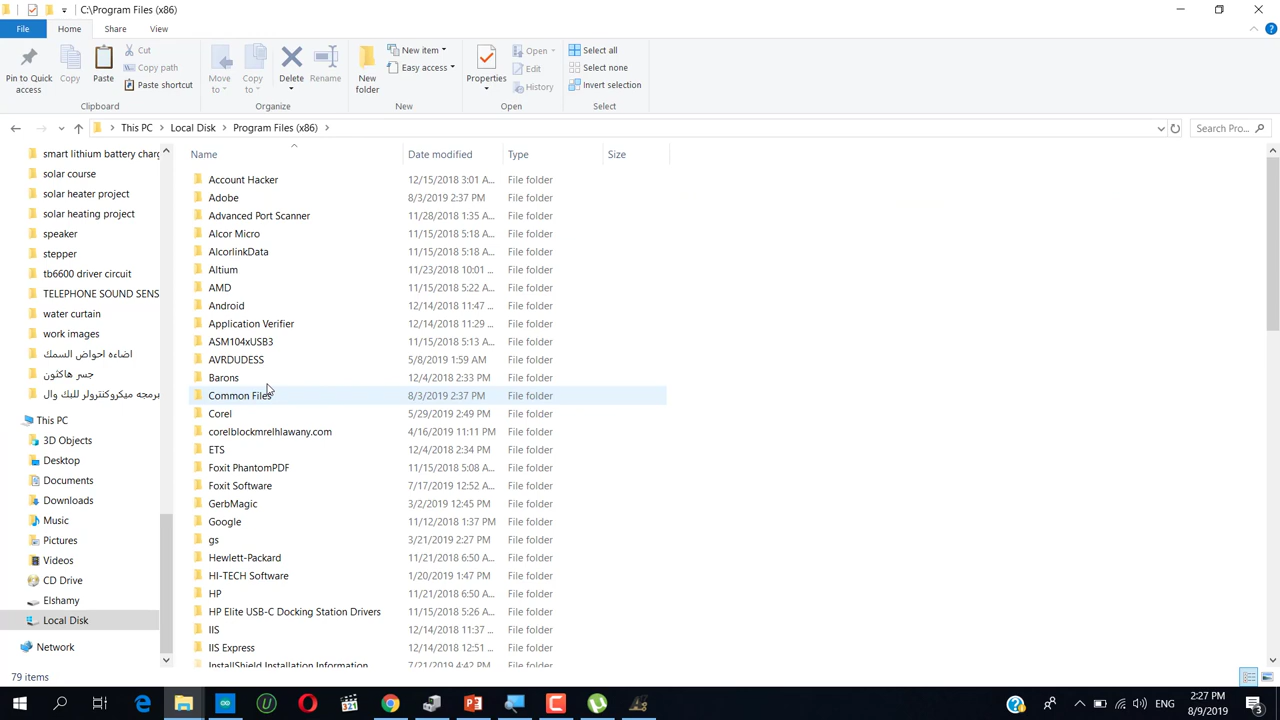 C:\Program Files (x86)
File
Home
Share
View
Pin to Quick access
Copy
Paste
Cut
Copy path
Paste shortcut
Clipboard
Move to
Copy to
Delete
Rename
Organize
New folder
New item
Easy access
New
Properties
Open
Edit
History
Open
Select all
Select none
Invert selection
Select
This PC
Local Disk
Program Files (x86)
Search Pro...
smart lithium battery charg
solar course
solar heater project
solar heating project
speaker
stepper
tb6600 driver circuit
TELEPHONE SOUND SENS
water curtain
work images
اضاءه احواض السمك
جسر هاكثون
برمجه ميكروكنترولر للبك وال
This PC
3D Objects
Desktop
Documents
Downloads
Music
Pictures
Videos
CD Drive
Elshamy
Local Disk
Network
Name Date modified Type Size
Account Hacker 12/15/2018 3:01 A... File folder
Adobe 8/3/2019 2:37 PM File folder
Advanced Port Scanner 11/28/2018 1:35 A... File folder
Alcor Micro 11/15/2018 5:18 A... File folder
AlcorlinkData 11/15/2018 5:18 A... File folder
Altium 11/23/2018 10:01 ... File folder
AMD 11/15/2018 5:22 A... File folder
Android 12/14/2018 11:47 ... File folder
Application Verifier 12/14/2018 11:29 ... File folder
ASM104xUSB3 11/15/2018 5:13 A... File folder
AVRDUDESS 5/8/2019 1:59 AM File folder
Barons 12/4/2018 2:33 PM File folder
Common Files 8/3/2019 2:37 PM File folder
Corel 5/29/2019 2:49 PM File folder
corelblockmrelhlawany.com 4/16/2019 11:11 PM File folder
ETS 12/4/2018 2:34 PM File folder
Foxit PhantomPDF 11/15/2018 5:08 A... File folder
Foxit Software 7/17/2019 12:52 A... File folder
GerbMagic 3/2/2019 12:45 PM File folder
Google 11/12/2018 1:37 PM File folder
gs 3/21/2019 2:27 PM File folder
Hewlett-Packard 11/21/2018 6:50 A... File folder
HI-TECH Software 1/20/2019 1:47 PM File folder
HP 11/21/2018 6:50 A... File folder
HP Elite USB-C Docking Station Drivers 11/15/2018 5:26 A... File folder
IIS 12/14/2018 11:37 ... File folder
IIS Express 12/14/2018 12:51 ... File folder
InstallShield Installation Information 7/21/2019 4:42 PM File folder
79 items
ENG
2:27 PM
8/9/2019
3